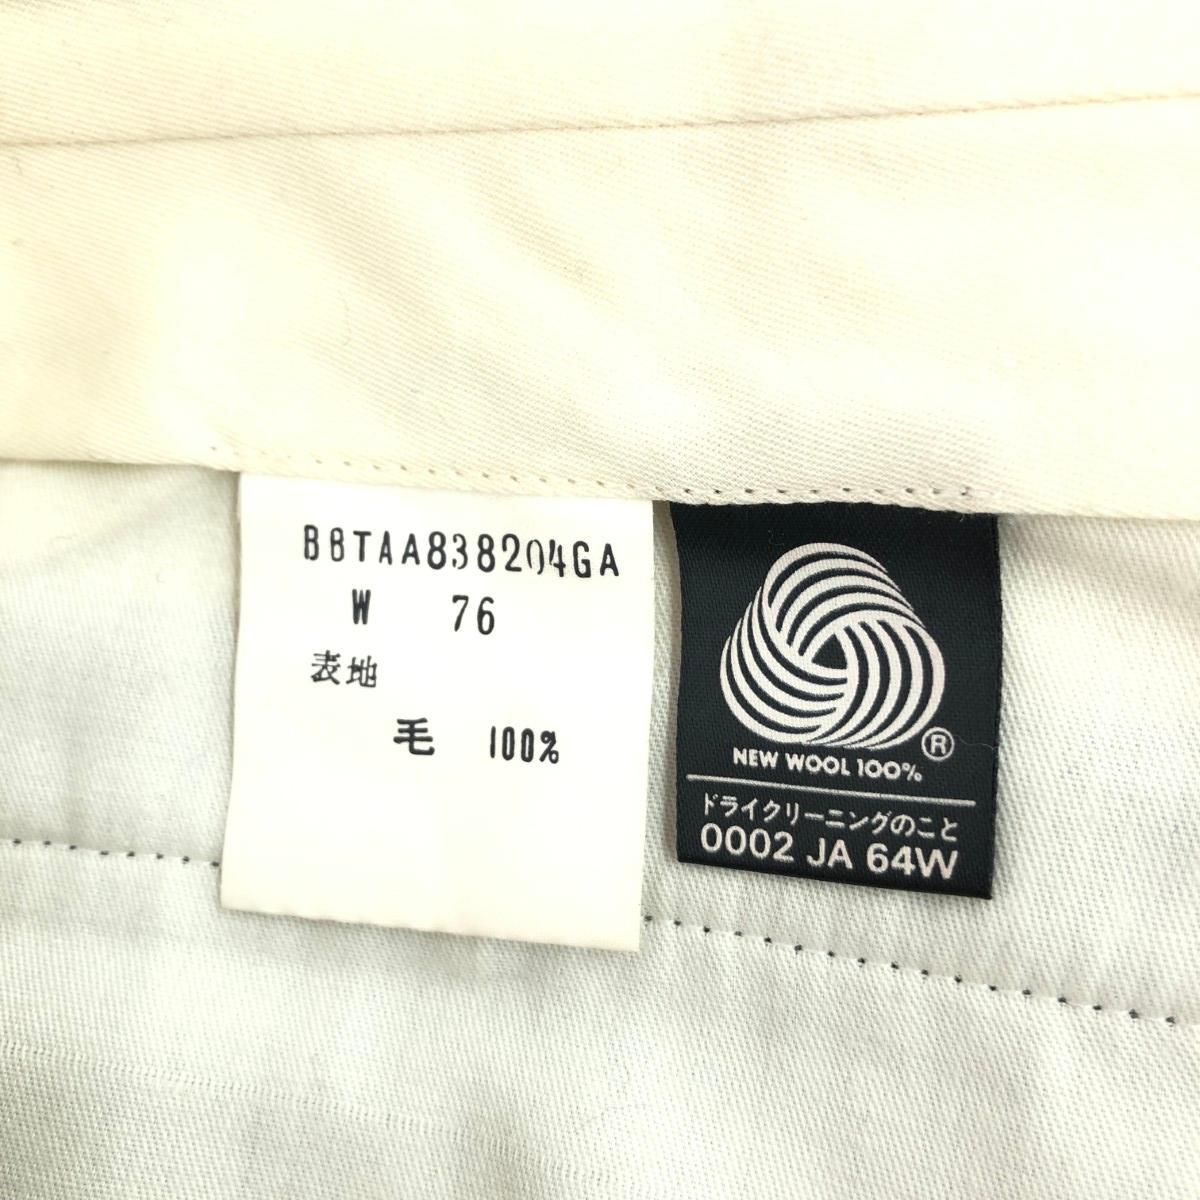 BBTAA838204GA
W 76
表地
毛 100%
®
NEW WOOL 100%
ドライクリーニングのこと
0002 JA 64W